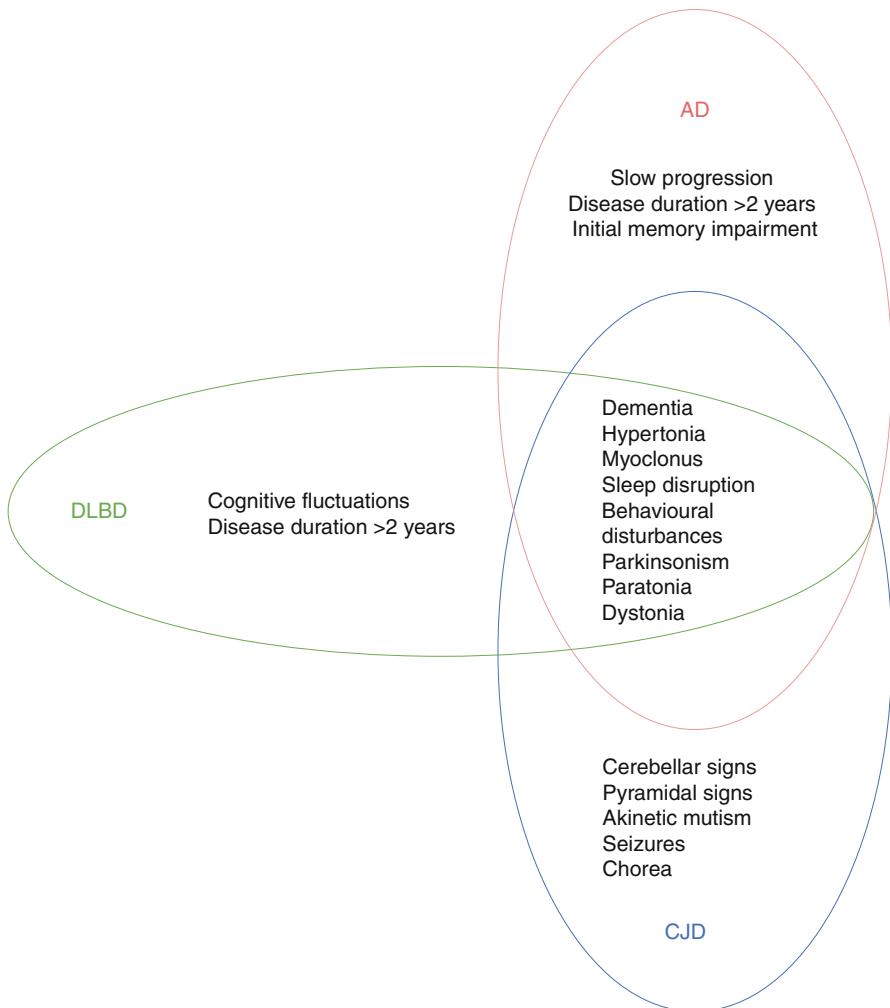 AD
Slow progression
Disease duration >2 years
Initial memory impairment
DLBD
Cognitive fluctuations
Disease duration >2 years
Dementia
Hypertonia
Myoclonus
Sleep disruption
Behavioural
disturbances
Parkinsonism
Paratonia
Dystonia
Cerebellar signs
Pyramidal signs
Akinetic mutism
Seizures
Chorea
CJD